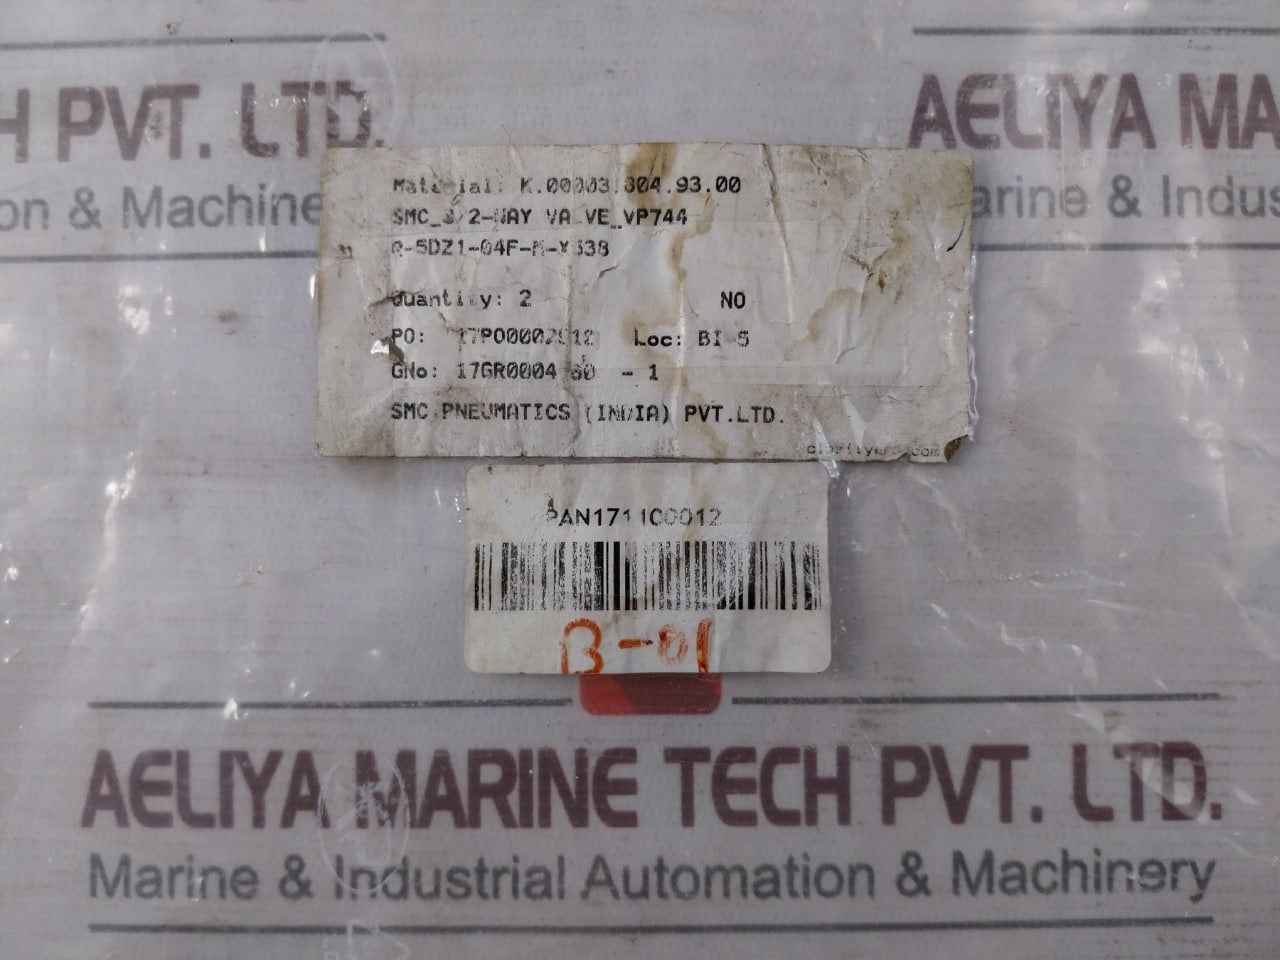 H PVT. LTD.
on & Machine
AELIYA MA
arine & Indus
Material: K.00003.804.93.00
SMC_3/2-WAY VALVE_VP744
R-5DZ1-04F-M-X538
Quantity: 2 NO
PO: Loc: BI-5
GNo: - 1
SMC PNEUMATICS (INDIA) PVT.LTD.
B-01
AELIYA MARINE TECH PVT. LTD.
Marine & Industrial Automation & Machinery